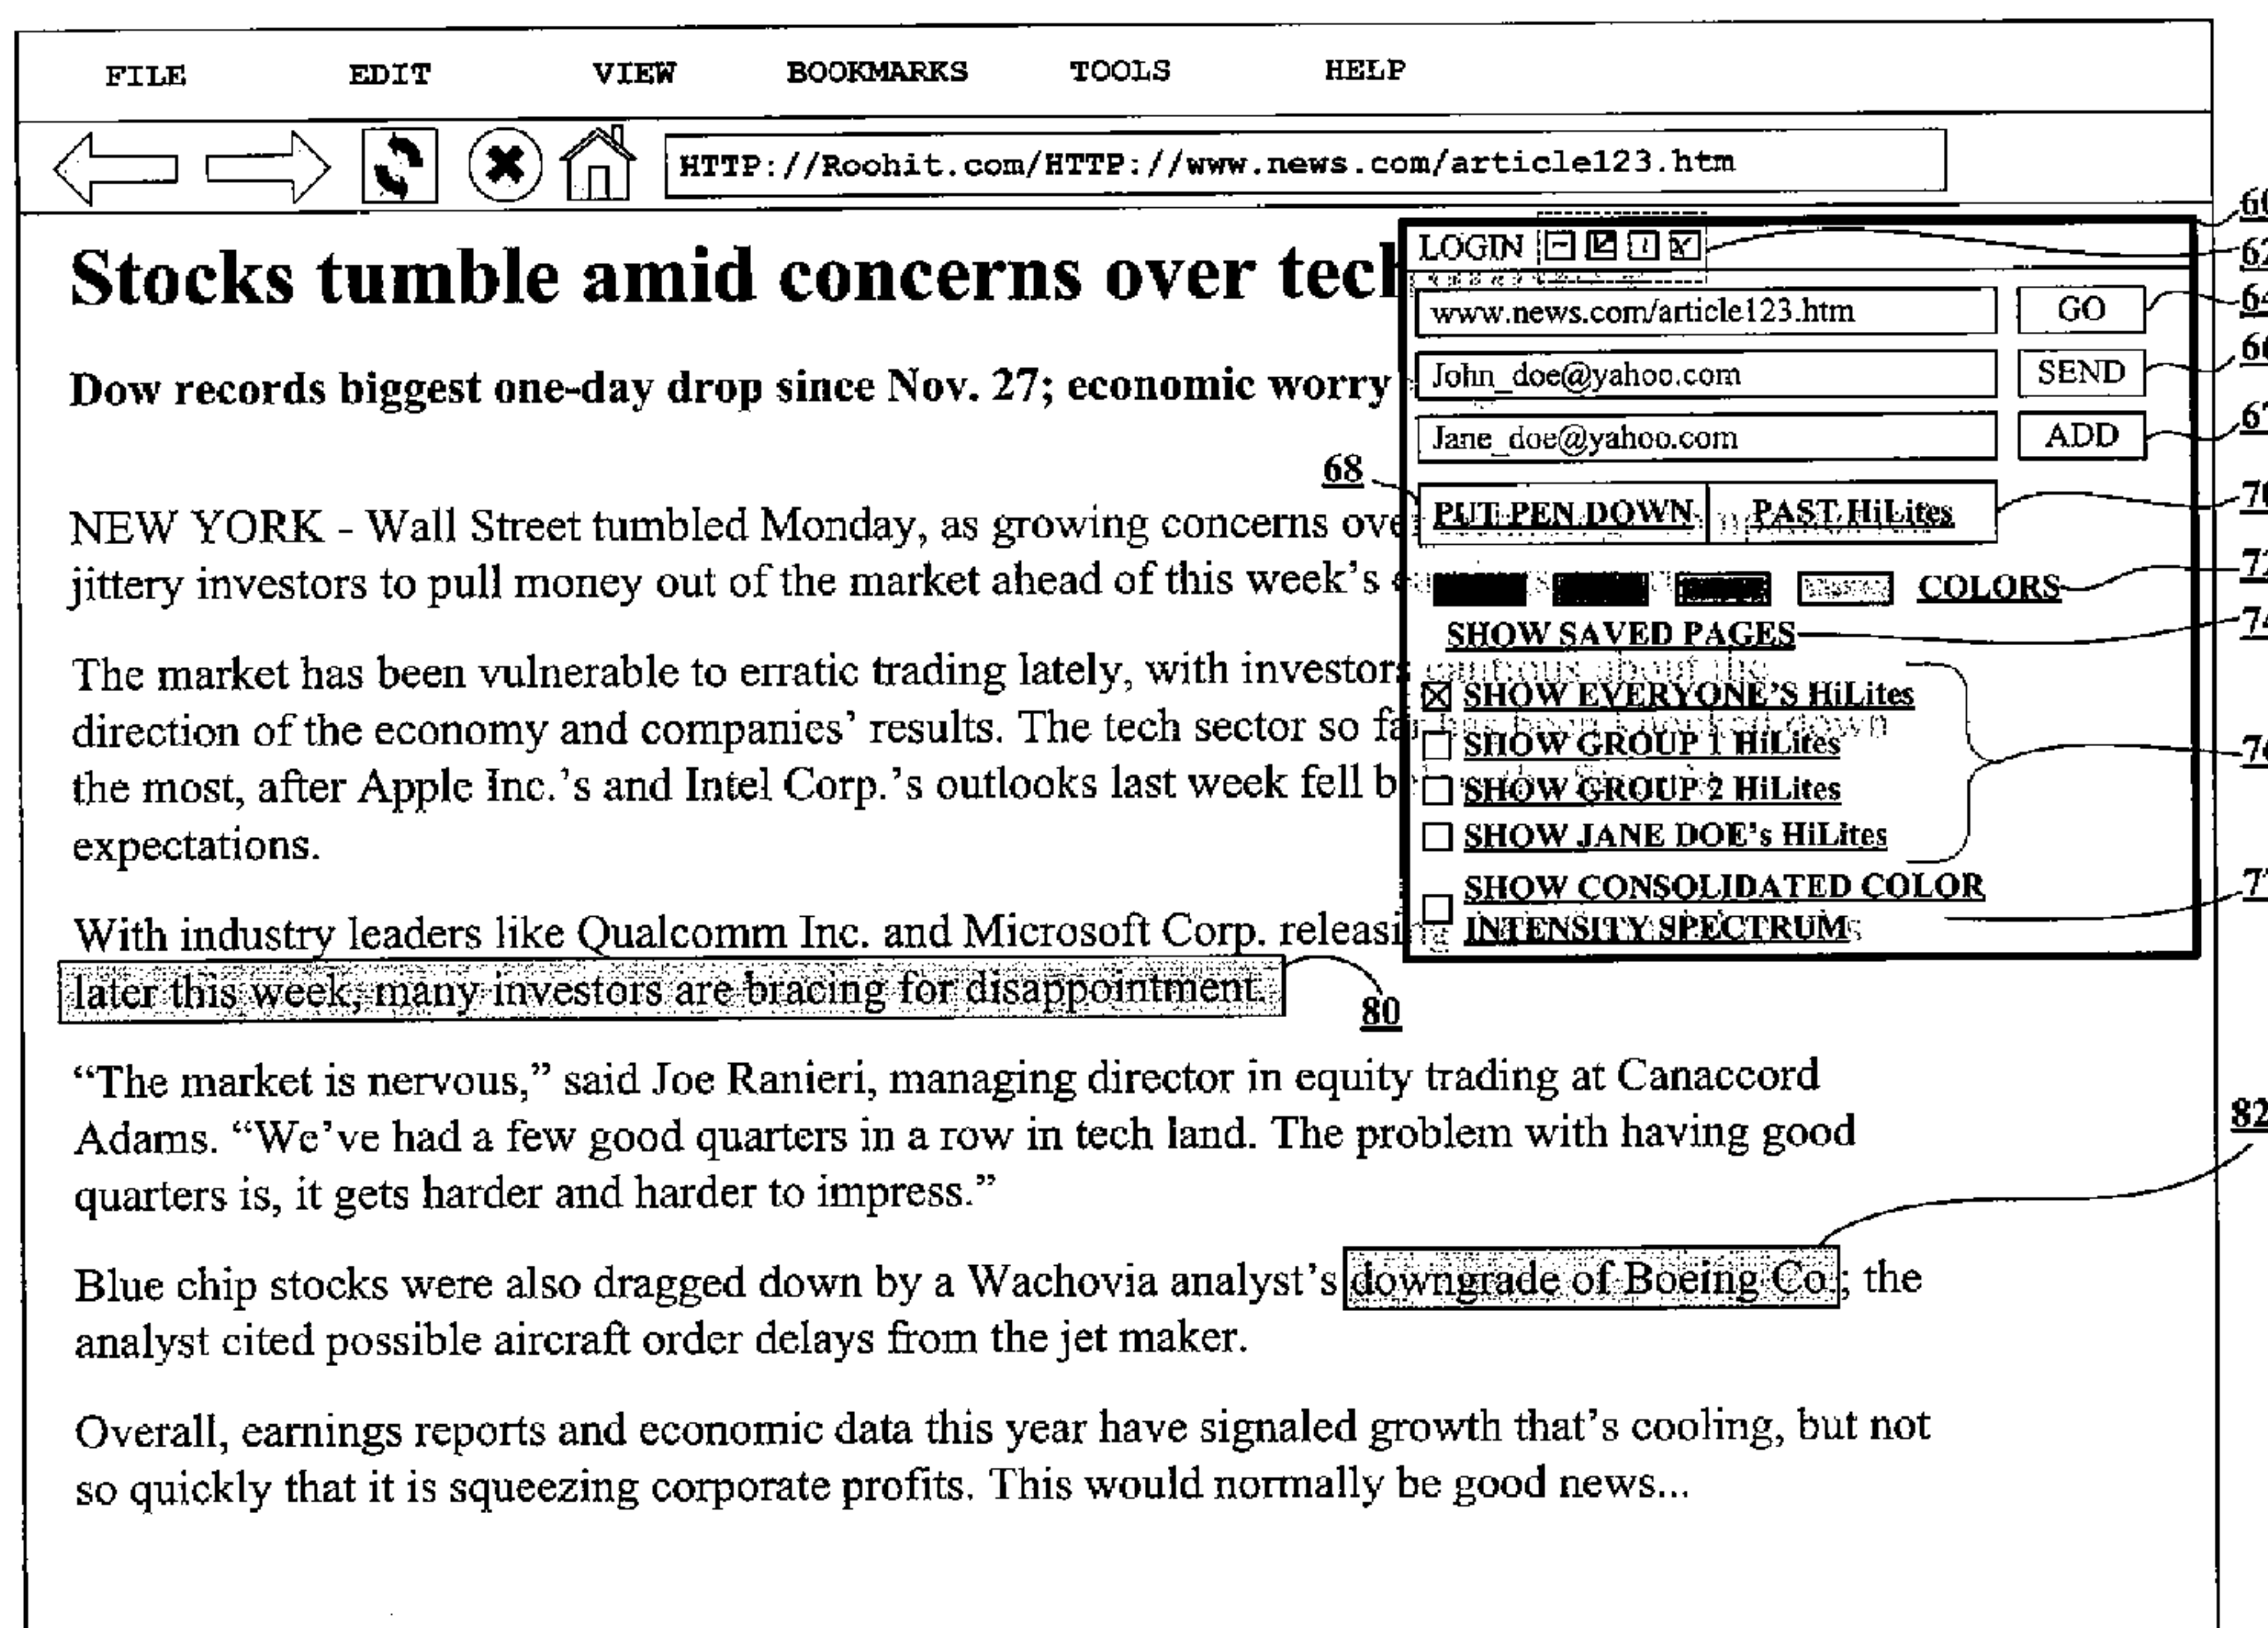 FILE EDIT VIEW BOOKMARKS TOOLS HELP
HTTP://Roohit.com/HTTP://www.news.com/article123.htm
Stocks tumble amid concerns over tech
Dow records biggest one-day drop since Nov. 27; economic worry
NEW YORK - Wall Street tumbled Monday, as growing concerns over
jittery investors to pull money out of the market ahead of this week's
The market has been vulnerable to erratic trading lately, with investors cautious about the
direction of the economy and companies' results. The tech sector so far has been knocked down
the most, after Apple Inc.'s and Intel Corp.'s outlooks last week fell
expectations.
With industry leaders like Qualcomm Inc. and Microsoft Corp. releasing
later this week, many investors are bracing for disappointment.
80
"The market is nervous," said Joe Ranieri, managing director in equity trading at Canaccord
Adams. "We've had a few good quarters in a row in tech land. The problem with having good
quarters is, it gets harder and harder to impress."
82
Blue chip stocks were also dragged down by a Wachovia analyst's downgrade of Boeing Co.; the
analyst cited possible aircraft order delays from the jet maker.
Overall, earnings reports and economic data this year have signaled growth that's cooling, but not
so quickly that it is squeezing corporate profits. This would normally be good news...
LOGIN
www.news.com/article123.htm GO
John_doe@yahoo.com SEND
Jane_doe@yahoo.com ADD
68
PUT PEN DOWN PAST HiLites
COLORS
SHOW SAVED PAGES
SHOW EVERYONE'S HiLites
SHOW GROUP 1 HiLites
SHOW GROUP 2 HiLites
SHOW JANE DOE's HiLites
SHOW CONSOLIDATED COLOR
INTENSITY SPECTRUM